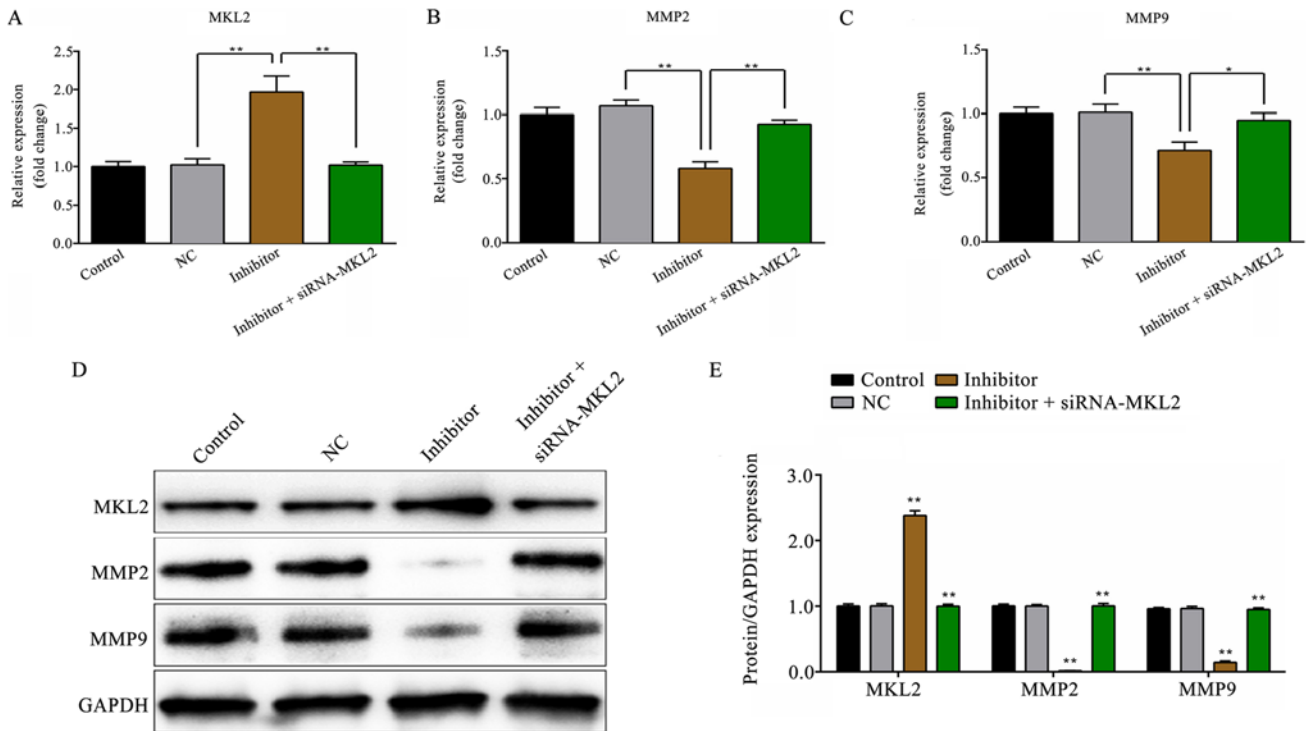 A
MKL2
Relative expression
(fold change)
2.5
2.0
1.5
1.0
0.5
0.0
**
**
Control
NC
Inhibitor
Inhibitor + siRNA-MKL2
B
MMP2
Relative expression
(fold change)
1.5
1.0
0.5
0.0
**
**
Control
NC
Inhibitor
Inhibitor + siRNA-MKL2
C
MMP9
Relative expression
(fold change)
1.5
1.0
0.5
0.0
**
*
Control
NC
Inhibitor
Inhibitor + siRNA-MKL2
D
Control
NC
Inhibitor
Inhibitor +
siRNA-MKL2
MKL2
MMP2
MMP9
GAPDH
E
Control
Inhibitor
NC
Inhibitor + siRNA-MKL2
Protein/GAPDH expression
3.0
2.0
1.0
0.0
**
**
**
**
**
**
MKL2
MMP2
MMP9